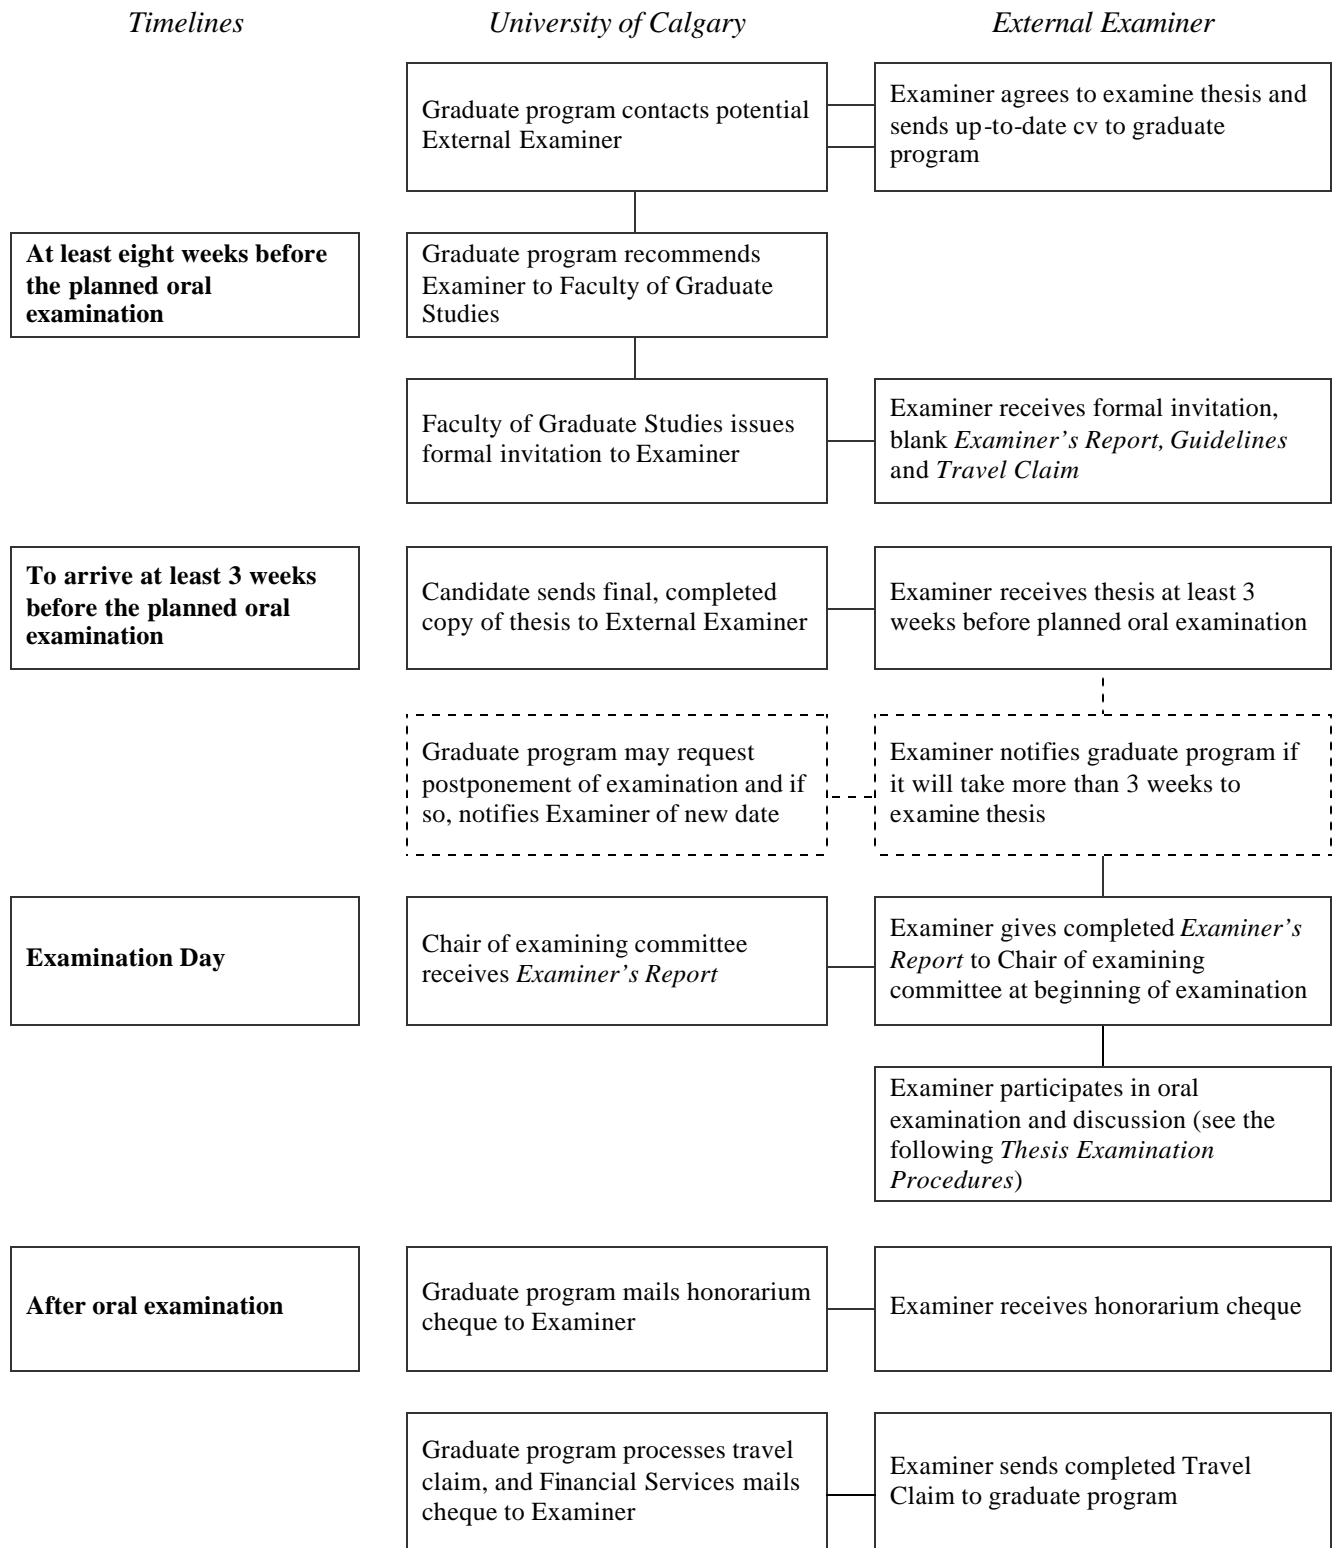 Timelines
University of Calgary
External Examiner
Graduate program contacts potential
External Examiner
Examiner agrees to examine thesis and
sends up-to-date cv to graduate
program
At least eight weeks before
the planned oral
examination
Graduate program recommends
Examiner to Faculty of Graduate
Studies
Faculty of Graduate Studies issues
formal invitation to Examiner
Examiner receives formal invitation,
blank Examiner's Report, Guidelines
and Travel Claim
To arrive at least 3 weeks
before the planned oral
examination
Candidate sends final, completed
copy of thesis to External Examiner
Examiner receives thesis at least 3
weeks before planned oral examination
Graduate program may request
postponement of examination and if
so, notifies Examiner of new date
Examiner notifies graduate program if
it will take more than 3 weeks to
examine thesis
Examination Day
Chair of examining committee
receives Examiner's Report
Examiner gives completed Examiner's
Report to Chair of examining
committee at beginning of examination
Examiner participates in oral
examination and discussion (see the
following Thesis Examination
Procedures)
After oral examination
Graduate program mails honorarium
cheque to Examiner
Examiner receives honorarium cheque
Graduate program processes travel
claim, and Financial Services mails
cheque to Examiner
Examiner sends completed Travel
Claim to graduate program